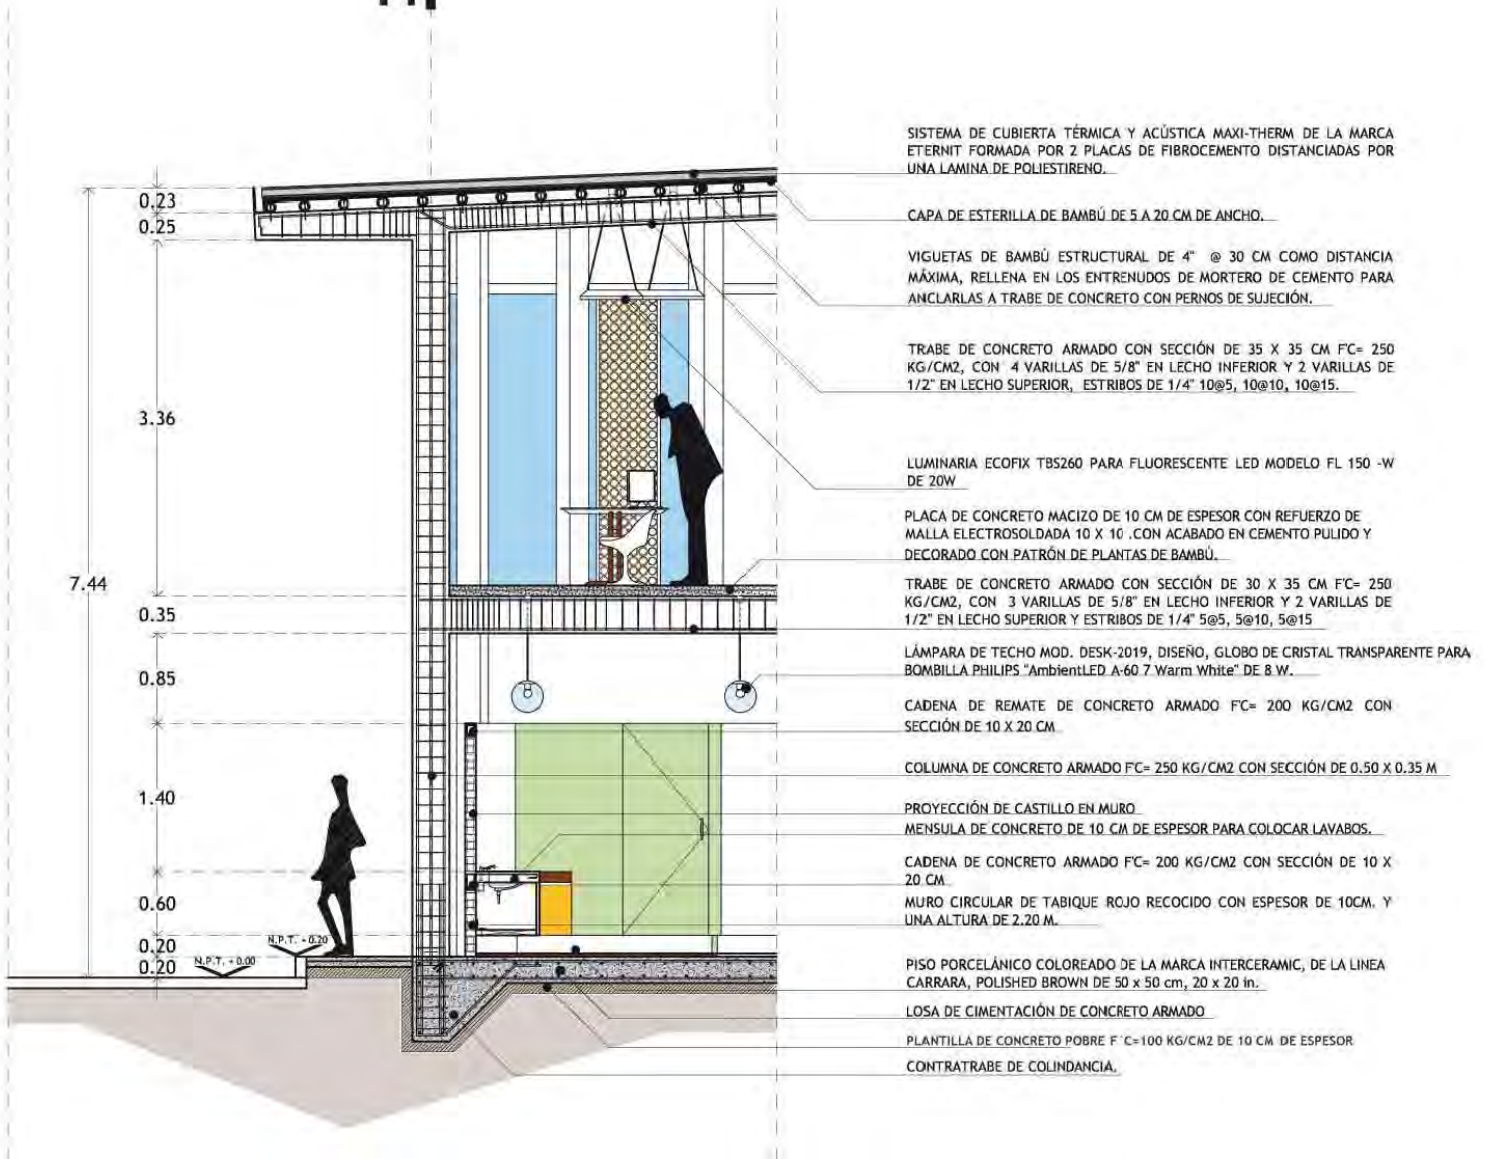 SISTEMA DE CUBIERTA TÉRMICA Y ACÚSTICA MAXI-THERM DE LA MARCA
ETERNIT FORMADA POR 2 PLACAS DE FIBROCEMENTO DISTANCIADAS POR
UNA LAMINA DE POLIESTIRENO.
CAPA DE ESTERILLA DE BAMBÚ DE 5 A 20 CM DE ANCHO.
VIGUETAS DE BAMBÚ ESTRUCTURAL DE 4" @ 30 CM COMO DISTANCIA
MÁXIMA, RELLENA EN LOS ENTRENUDOS DE MORTERO DE CEMENTO PARA
ANCLARLAS A TRABE DE CONCRETO CON PERNOS DE SUJECIÓN.
TRABE DE CONCRETO ARMADO CON SECCIÓN DE 35 X 35 CM F'C= 250
KG/CM2, CON 4 VARILLAS DE 5/8" EN LECHO INFERIOR Y 2 VARILLAS DE
1/2" EN LECHO SUPERIOR, ESTRIBOS DE 1/4" 10@5, 10@10, 10@15.
LUMINARIA ECOFIX TBS260 PARA FLUORESCENTE LED MODELO FL 150 -W
DE 20W
PLACA DE CONCRETO MACIZO DE 10 CM DE ESPESOR CON REFUERZO DE
MALLA ELECTROSOLDADA 10 X 10 .CON ACABADO EN CEMENTO PULIDO Y
DECORADO CON PATRÓN DE PLANTAS DE BAMBÚ.
TRABE DE CONCRETO ARMADO CON SECCIÓN DE 30 X 35 CM F'C= 250
KG/CM2, CON 3 VARILLAS DE 5/8" EN LECHO INFERIOR Y 2 VARILLAS DE
1/2" EN LECHO SUPERIOR Y ESTRIBOS DE 1/4" 5@5, 5@10, 5@15
LÁMPARA DE TECHO MOD. DESK-2019, DISEÑO, GLOBO DE CRISTAL TRANSPARENTE PARA
BOMBILLA PHILIPS "AmbientLED A-60 7 Warm White" DE 8 W.
CADENA DE REMATE DE CONCRETO ARMADO F'C= 200 KG/CM2 CON
SECCIÓN DE 10 X 20 CM
COLUMNA DE CONCRETO ARMADO F'C= 250 KG/CM2 CON SECCIÓN DE 0.50 X 0.35 M
PROYECCIÓN DE CASTILLO EN MURO
MENSULA DE CONCRETO DE 10 CM DE ESPESOR PARA COLOCAR LAVABOS.
CADENA DE CONCRETO ARMADO F'C= 200 KG/CM2 CON SECCIÓN DE 10 X
20 CM
MURO CIRCULAR DE TABIQUE ROJO RECOCIDO CON ESPESOR DE 10CM. Y
UNA ALTURA DE 2.20 M.
PISO PORCELÁNICO COLOREADO DE LA MARCA INTERCERAMIC, DE LA LINEA
CARRARA, POLISHED BROWN DE 50 x 50 cm, 20 x 20 in.
LOSA DE CIMENTACIÓN DE CONCRETO ARMADO
PLANTILLA DE CONCRETO POBRE F´C=100 KG/CM2 DE 10 CM DE ESPESOR
CONTRATRABE DE COLINDANCIA.
0.23
0.25
3.36
7.44
0.35
0.85
1.40
0.60
0.20
0.20
N.P.T. +0.20
N.P.T. +0.00